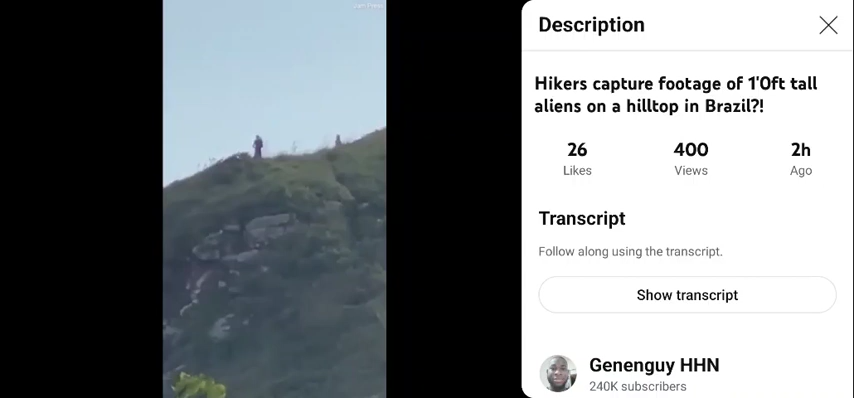 Description
Hikers capture footage of 1'0ft tall
aliens on a hilltop in Brazil?!
26
400
2h
Likes
Views
Ago
Transcript
Follow along using the transcript.
Show transcript
Genenguy HHN
240K subscribers